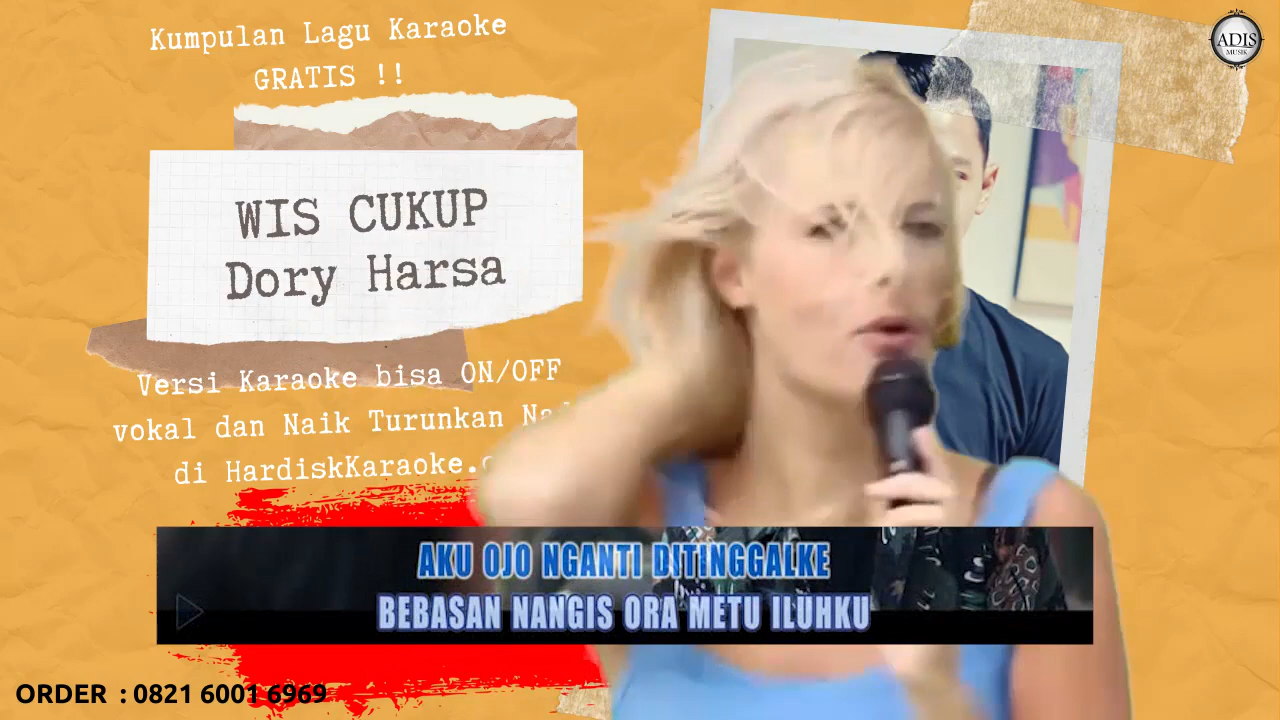 Kumpulan Lagu Karaoke
GRATIS !!
ADIS
MUSIK
WIS CUKUP
Dory Harsa
Versi Karaoke bisa ON/OFF
vokal dan Naik Turunkan
di HardiskKaraoke.
AKU OJO NGANTI DITINGGALKE
BEBASAN NANGIS ORA METU ILUHKU
ORDER : 0821 6001 6969